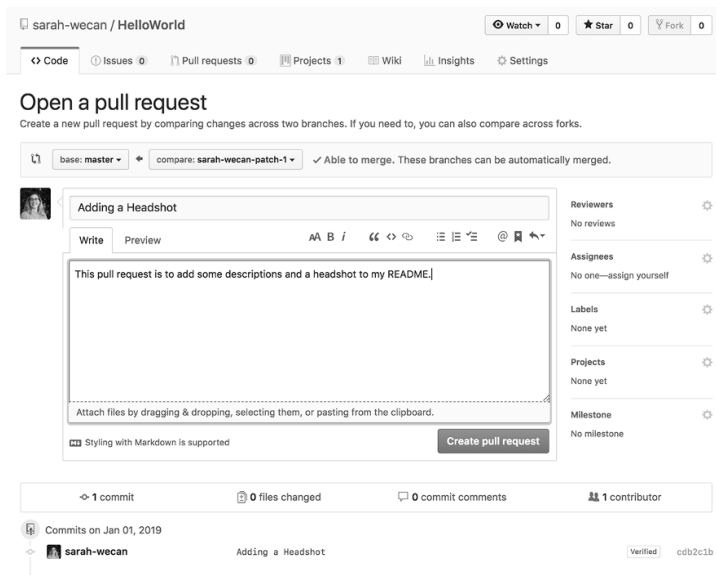 sarah-wecan / HelloWorld
Watch 0 Star 0 Fork 0
Code Issues 0 Pull requests 0 Projects 1 Wiki Insights Settings
Open a pull request
Create a new pull request by comparing changes across two branches. If you need to, you can also compare across forks.
base: master compare: sarah-wecan-patch-1 ✓ Able to merge. These branches can be automatically merged.
Adding a Headshot
Write Preview AA B i
This pull request is to add some descriptions and a headshot to my README.
Attach files by dragging & dropping, selecting them, or pasting from the clipboard.
Styling with Markdown is supported
Create pull request
Reviewers
No reviews
Assignees
No one—assign yourself
Labels
None yet
Projects
None yet
Milestone
No milestone
1 commit 0 files changed 0 commit comments 1 contributor
Commits on Jan 01, 2019
sarah-wecan Adding a Headshot Verified cdb2c1b